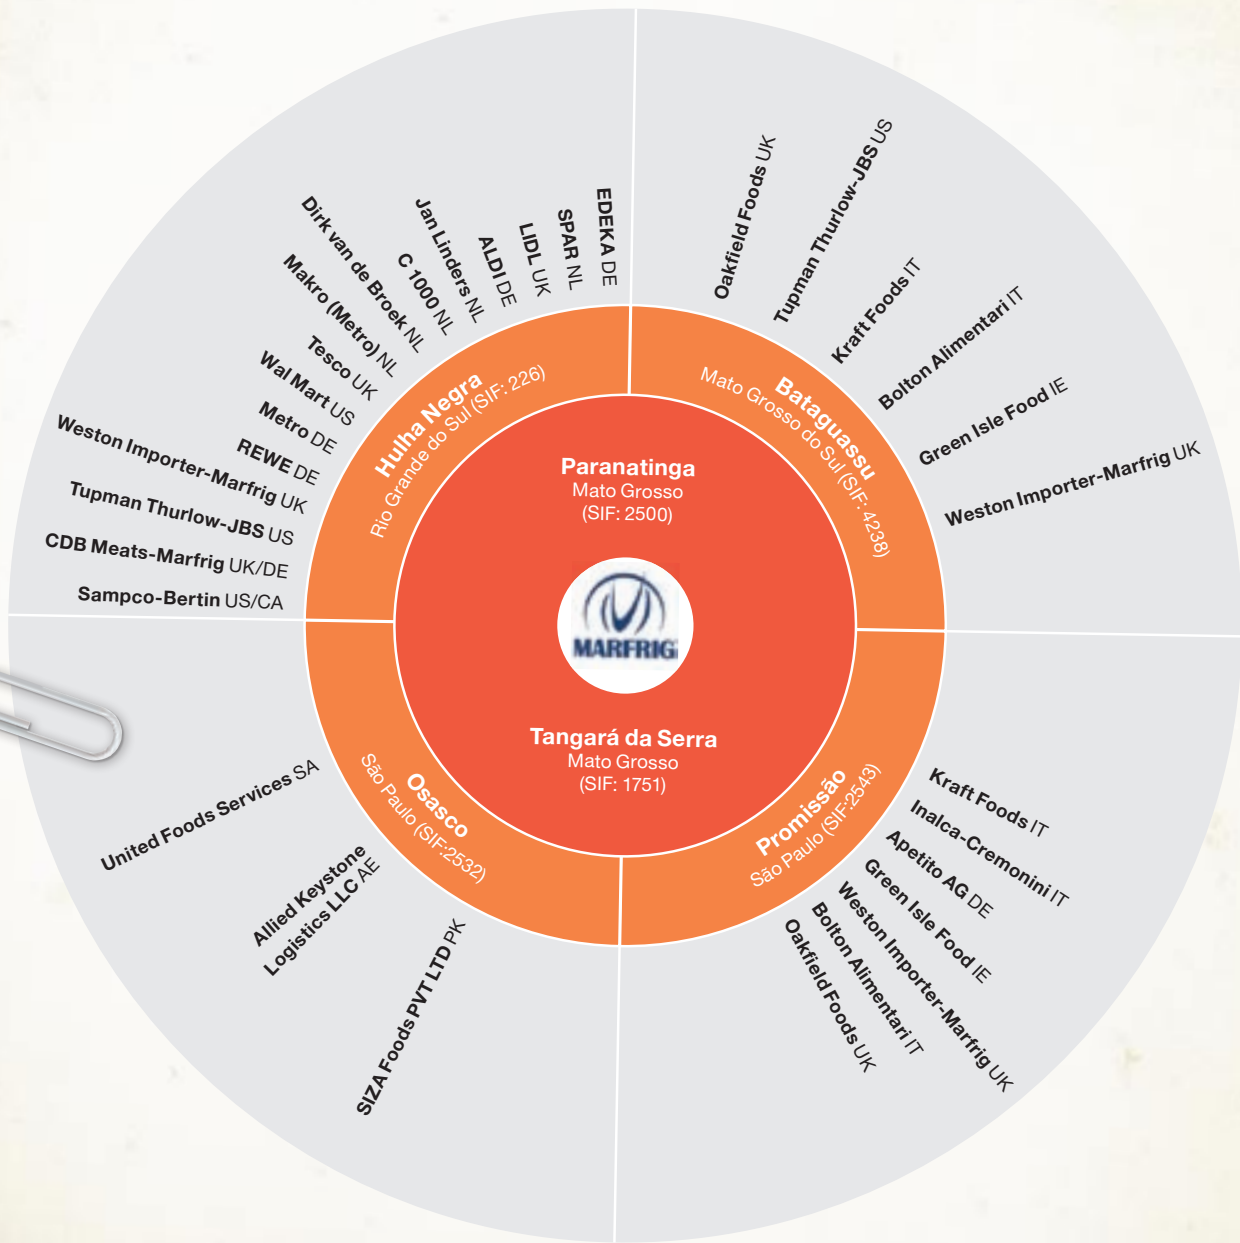 EDEKA DE
SPAR NL
LIDL UK
ALDI DE
Jan Linders NL
C 1000 NL
Dirk van de Broek NL
Makro (Metro) NL
Tesco UK
Wal Mart US
Metro DE
REWE DE
Weston Importer-Marfrig UK
Tupman Thurlow-JBS US
CDB Meats-Marfrig UK/DE
Sampco-Bertin US/CA
Hulha Negra
Rio Grande do Sul (SIF: 226)
Oakfield Foods UK
Tupman Thurlow-JBS US
Kraft Foods IT
Bolton Alimentari IT
Green Isle Food IE
Weston Importer-Marfrig UK
Bataguassu
Mato Grosso do Sul (SIF: 4238)
Paranatinga
Mato Grosso
(SIF: 2500)
MARFRIG
Tangará da Serra
Mato Grosso
(SIF: 1751)
Osasco
São Paulo (SIF:2532)
United Foods Services SA
Allied Keystone
Logistics LLC AE
SIZA Foods PVT LTD PK
Promissão
São Paulo (SIF:2543)
Kraft Foods IT
Inalca-Cremonini IT
Apetito AG DE
Green Isle Food IE
Weston Importer-Marfrig UK
Bolton Alimentari IT
Oakfield Foods UK